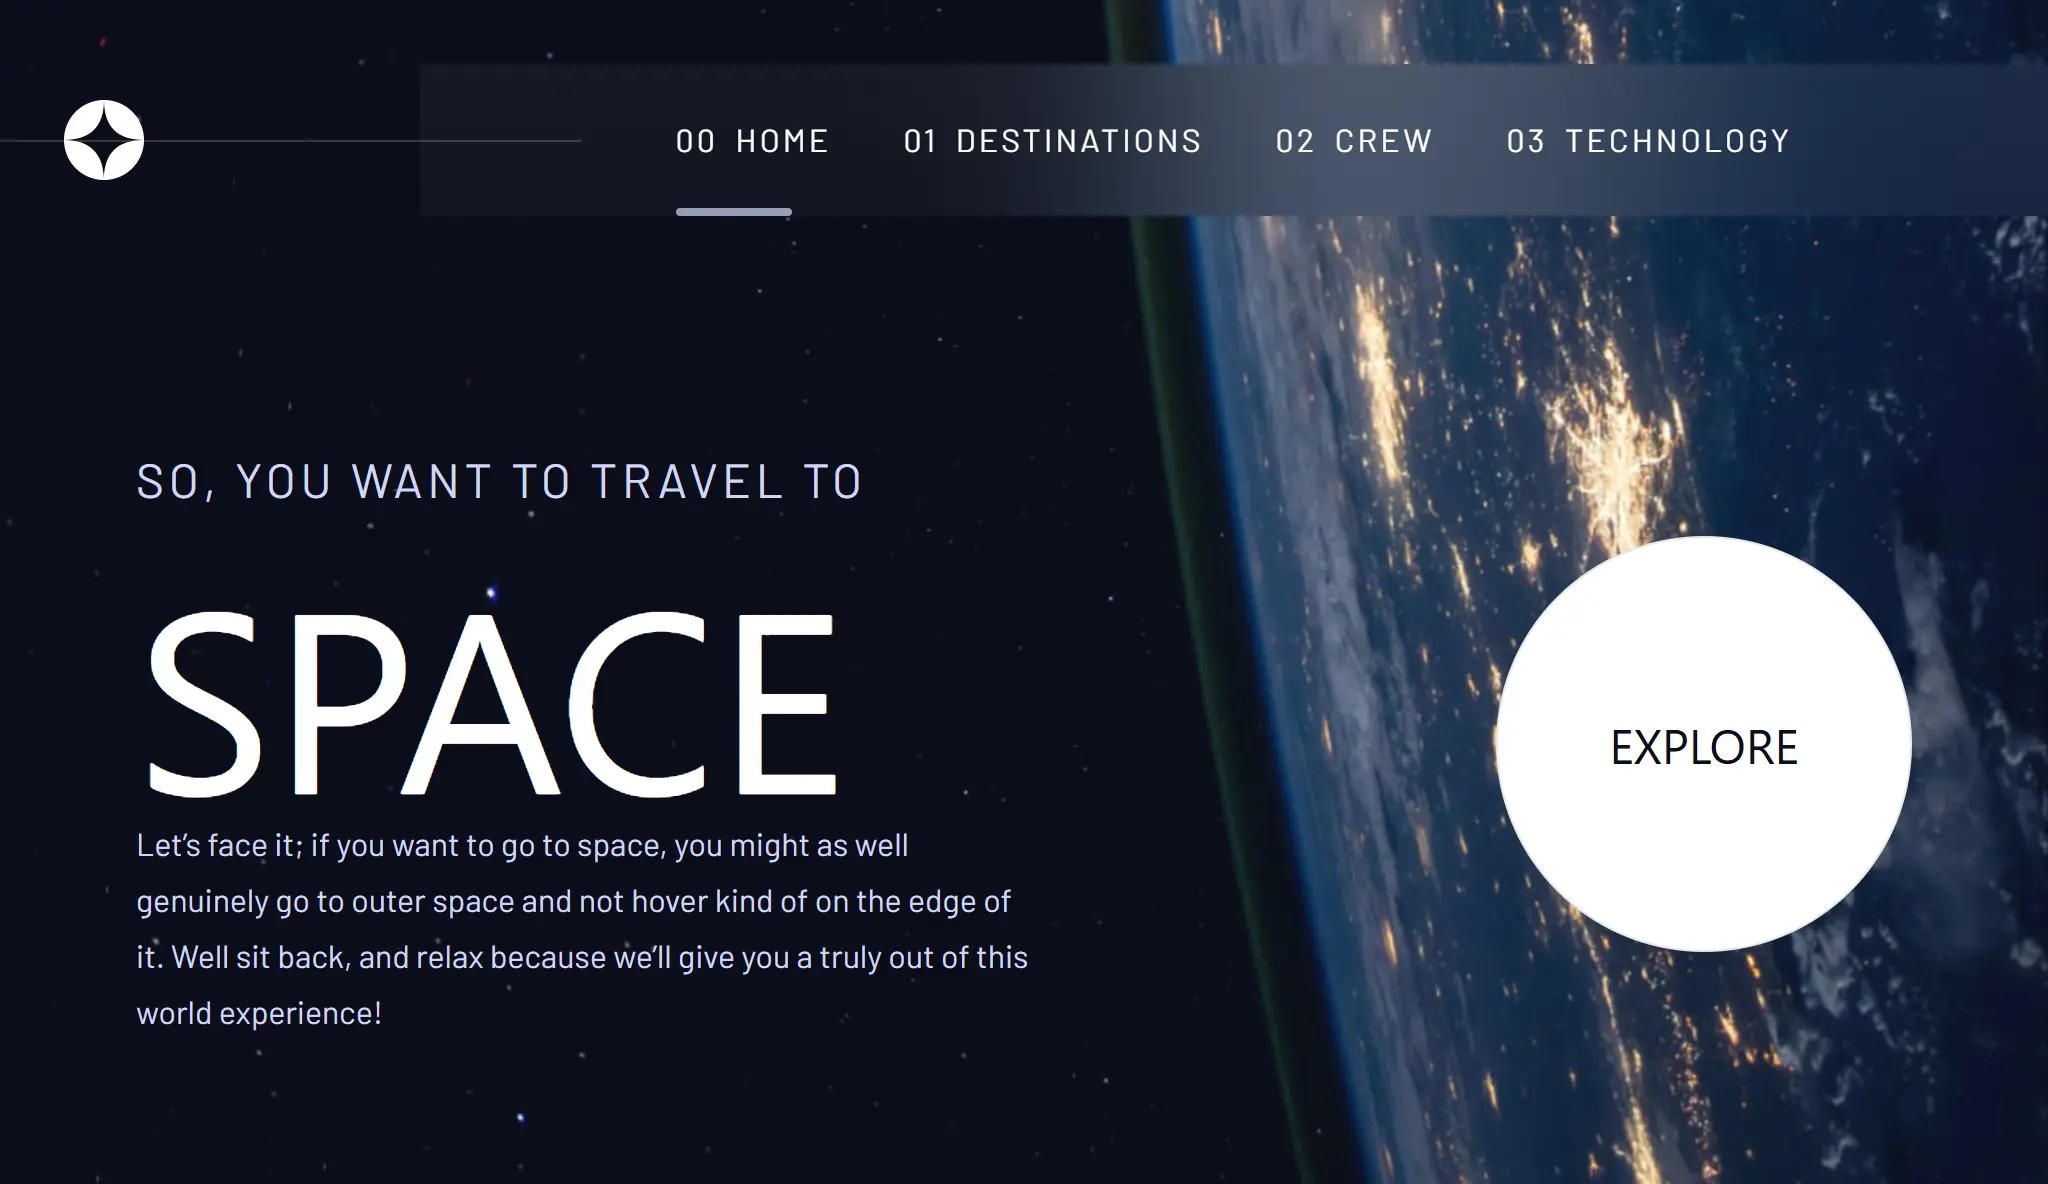 00 HOME 01 DESTINATIONS 02 CREW 03 TECHNOLOGY
SO, YOU WANT TO TRAVEL TO
SPACE
Let’s face it; if you want to go to space, you might as well
genuinely go to outer space and not hover kind of on the edge of
it. Well sit back, and relax because we’ll give you a truly out of this
world experience!
EXPLORE